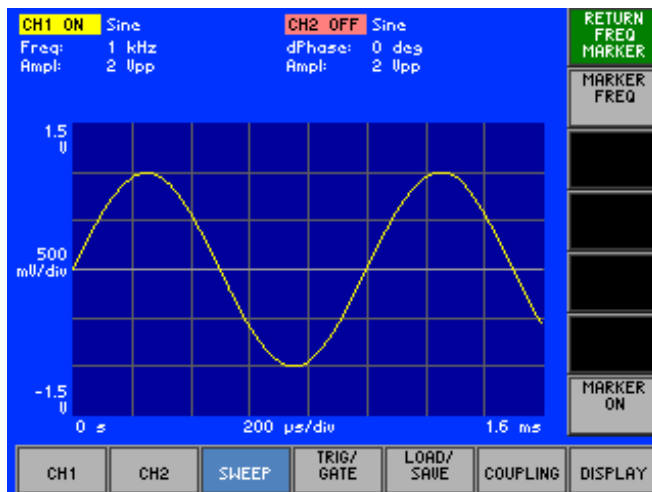 CH1 ON Sine
Freq: 1 kHz
Ampl: 2 Vpp
CH2 OFF Sine
dPhase: 0 deg
Ampl: 2 Vpp
RETURN
FREQ
MARKER
MARKER
FREQ
1.5
V
500
mV/div
-1.5
V
0 s 200 µs/div 1.6 ms
MARKER
ON
CH1
CH2
SWEEP
TRIG/
GATE
LOAD/
SAVE
COUPLING
DISPLAY